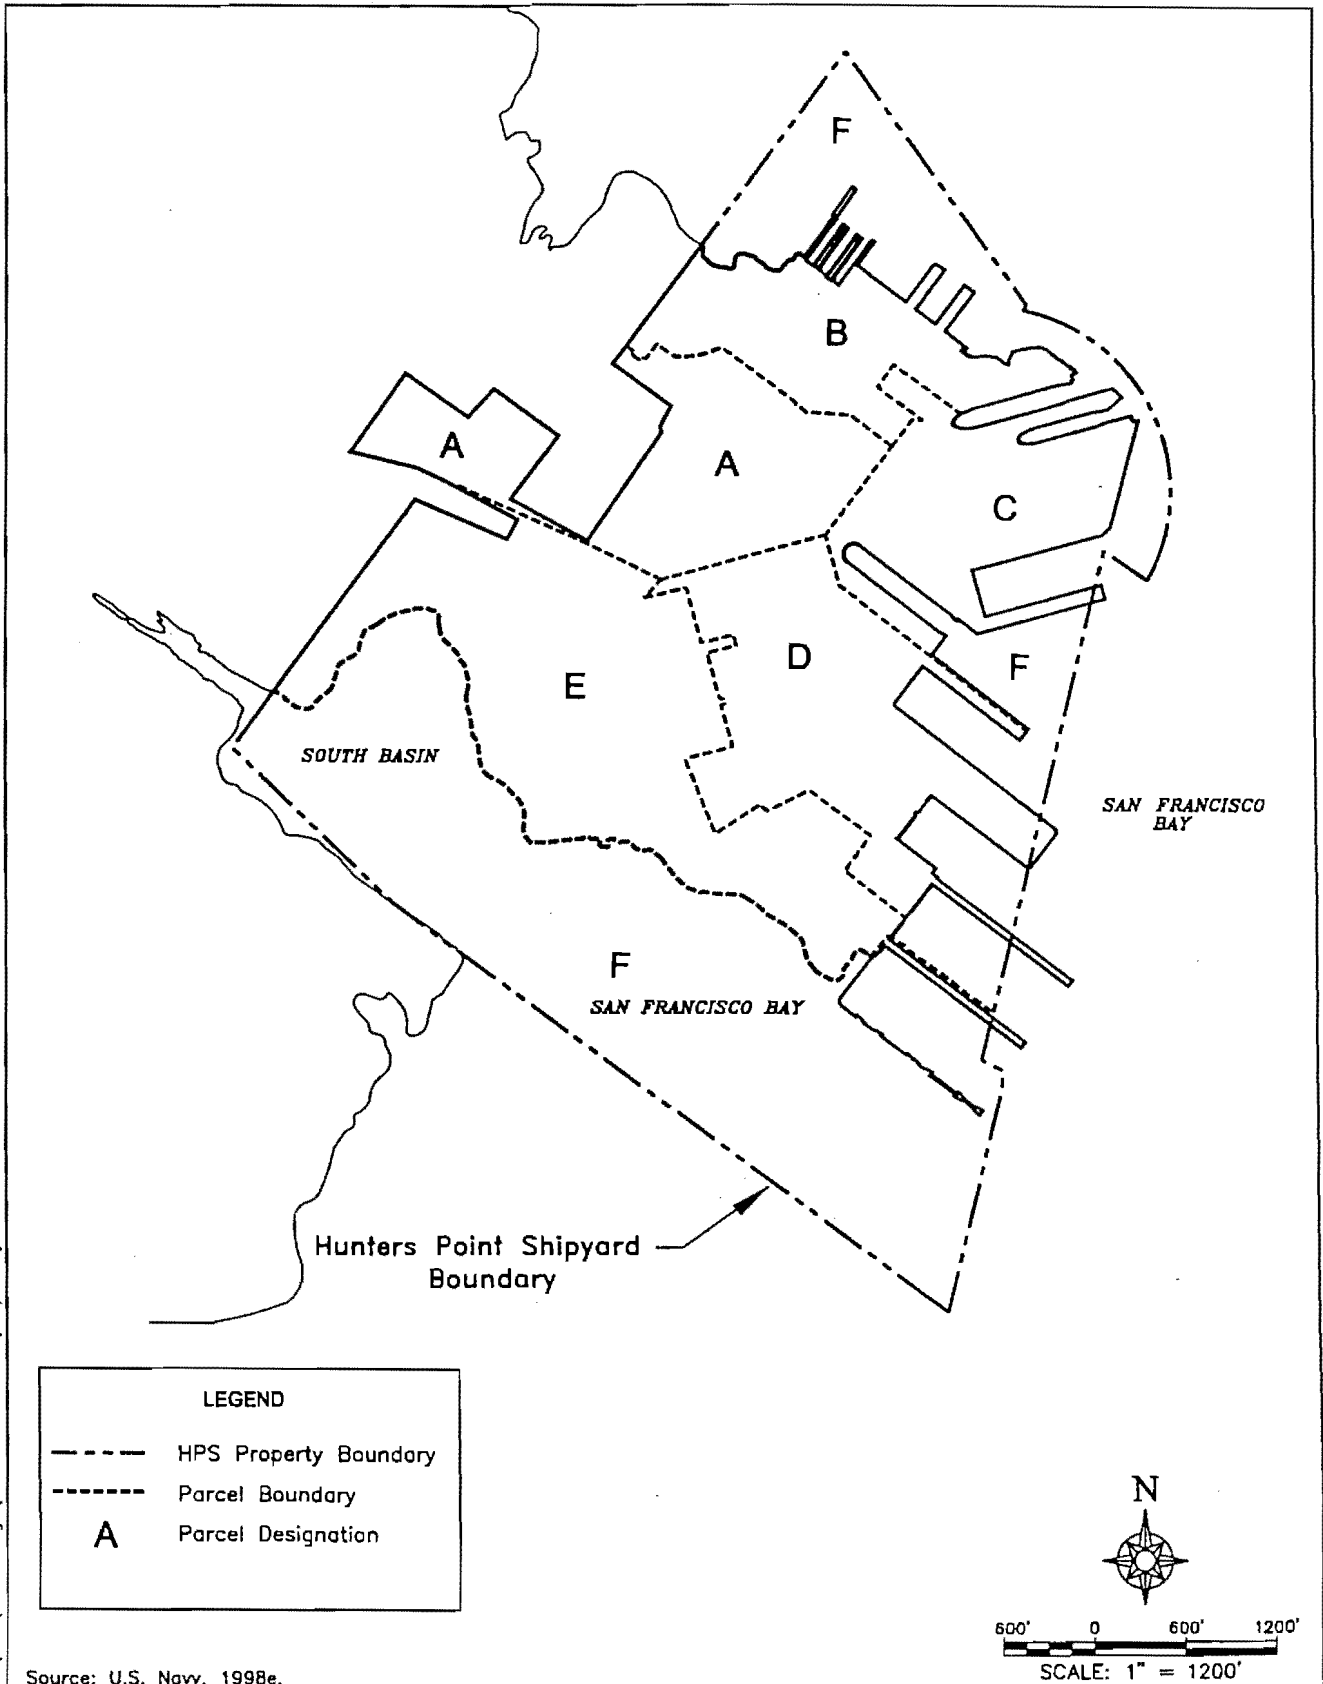 F
B
A
A
C
D
F
E
SOUTH BASIN
SAN FRANCISCO
BAY
F
SAN FRANCISCO BAY
Hunters Point Shipyard
Boundary
LEGEND
HPS Property Boundary
Parcel Boundary
A Parcel Designation
N
600' 0 600' 1200'
SCALE: 1" = 1200'
Source: U.S. Navy, 1998e.